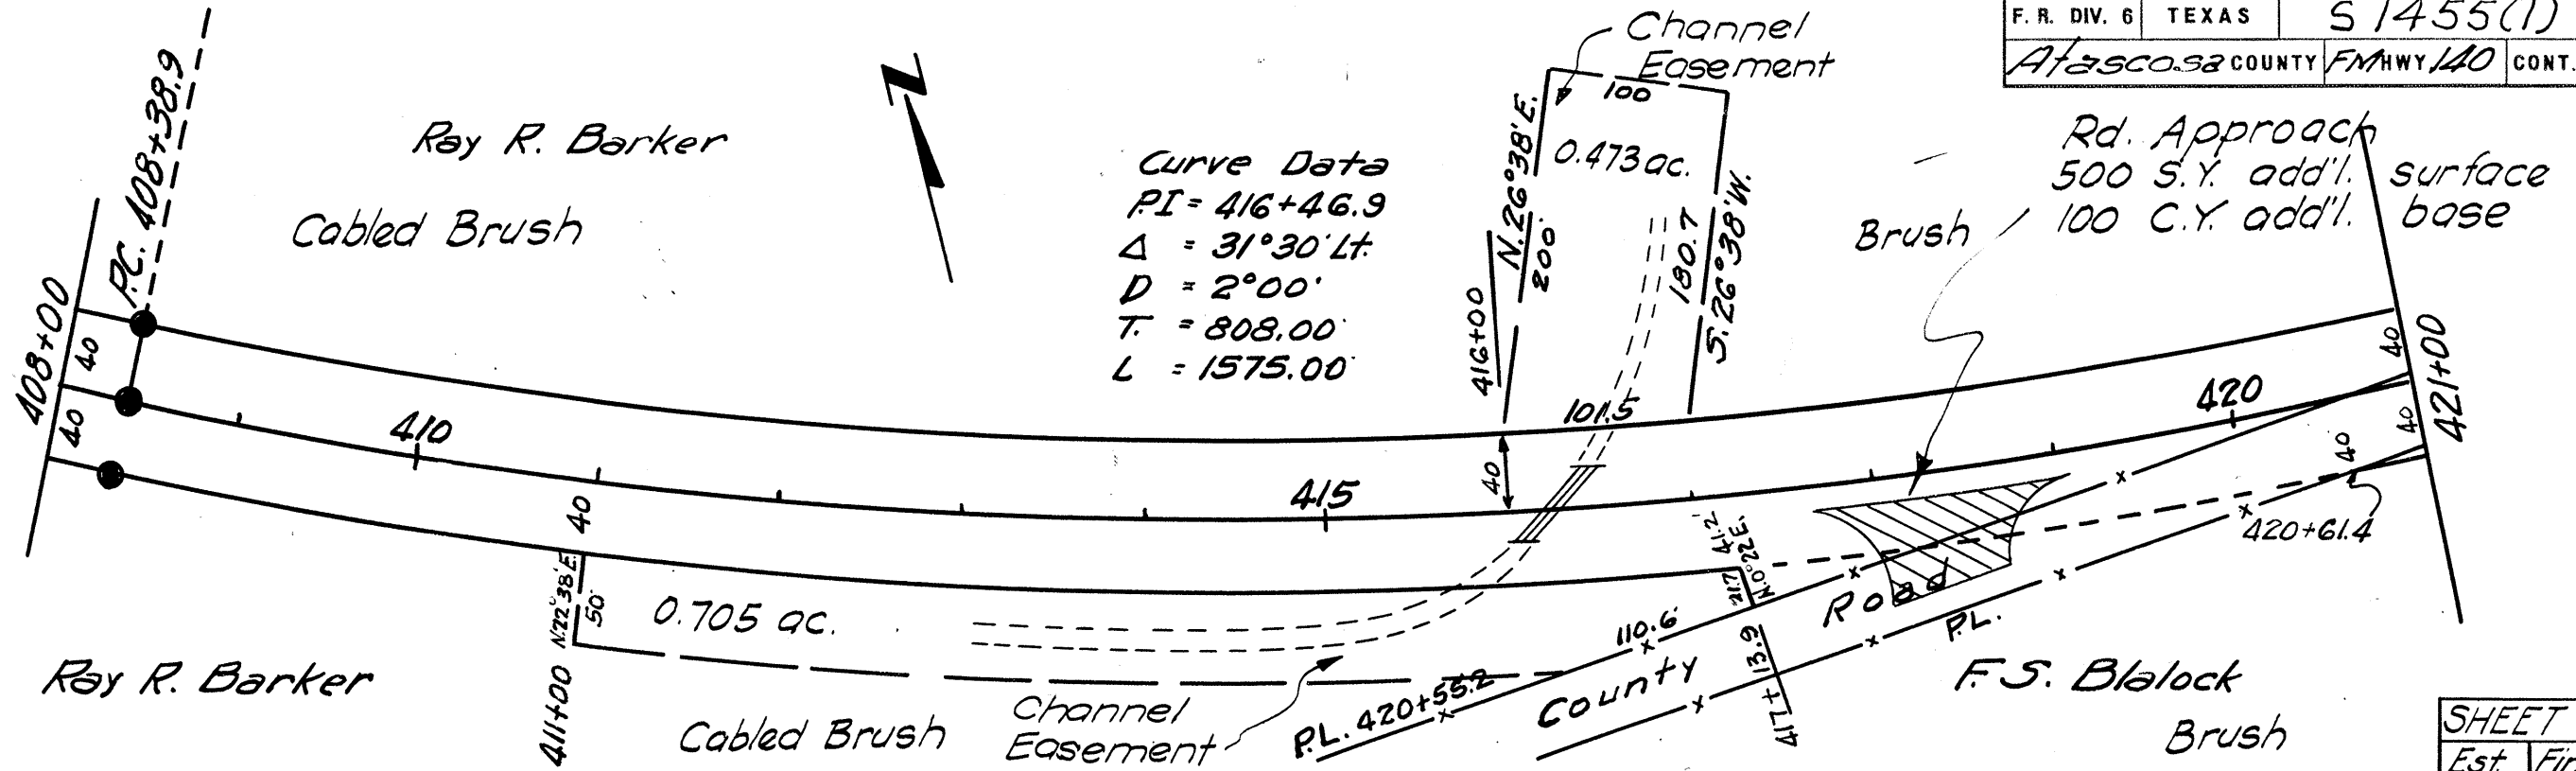 F. R. DIV. 6 TEXAS S 1455(1)
Atascosa COUNTY FM HWY 140 CONT.
Channel
Easement
100
0.473 ac.
N. 26°38' E.
200'
180.7
S. 26°38' W.
416+00
101.5
P.C. 408+38.9
Ray R. Barker
Cabled Brush
N
Curve Data
P.I = 416+46.9
Δ = 31°30' Lt.
D = 2°00'
T. = 808.00'
L = 1575.00'
Rd. Approach
500 S.Y. add'l. surface
100 C.Y. add'l. base
Brush
408+00
40
40
410
40
415
40
420
40
40
40
421+00
420+61.4
41.2'
N.0°22'E.
21.7
N.22°38'E.
50'
411+00
0.705 ac.
110.6
417+13.9
County Road
P.L.
P.L. 420+55.2
Ray R. Barker
Cabled Brush
Channel
Easement
F.S. Blalock
Brush
SHEET
Est. Fin